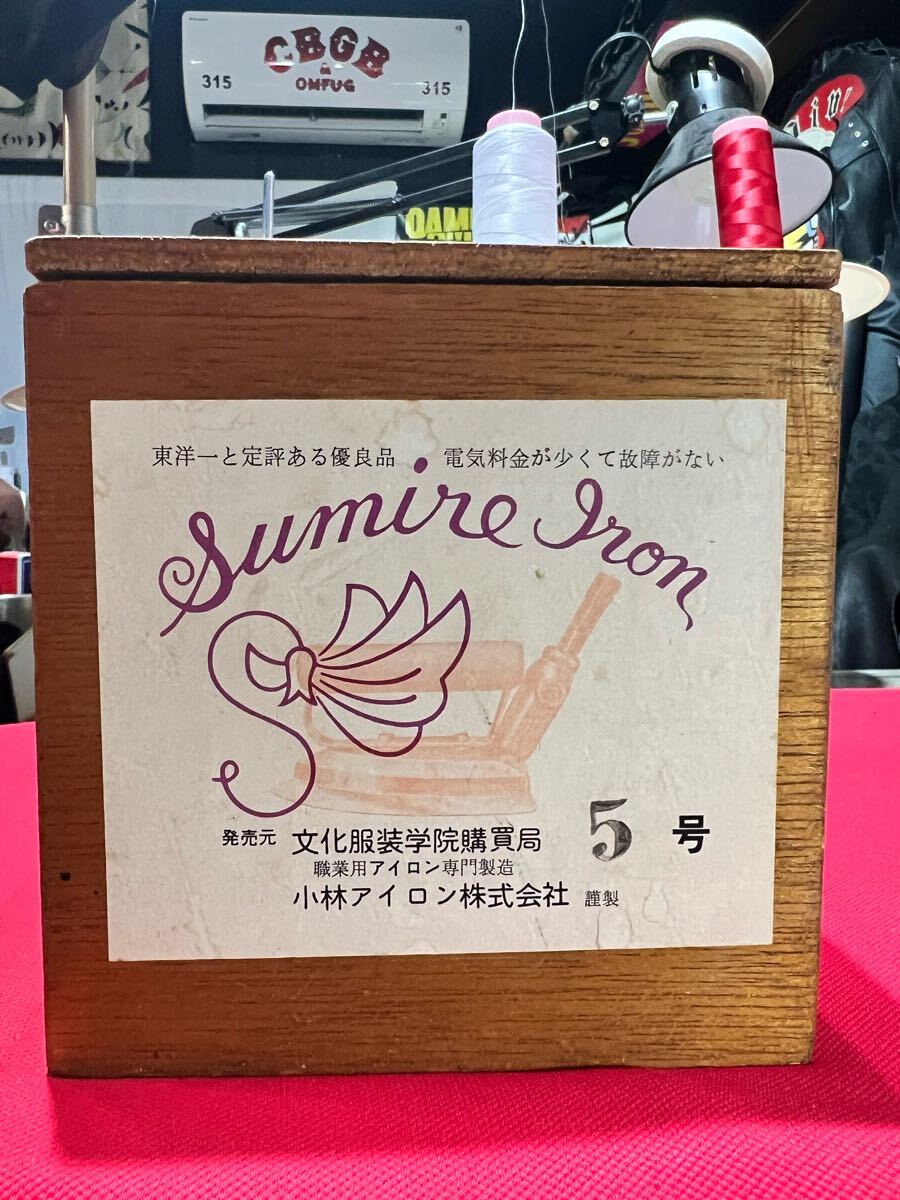 CBGB
&
OMFUG
315
315
東洋一と定評ある優良品 電気料金が少くて故障がない
Sumire Iron
発売元 文化服装学院購買局 5号
職業用アイロン専門製造
小林アイロン株式会社 謹製